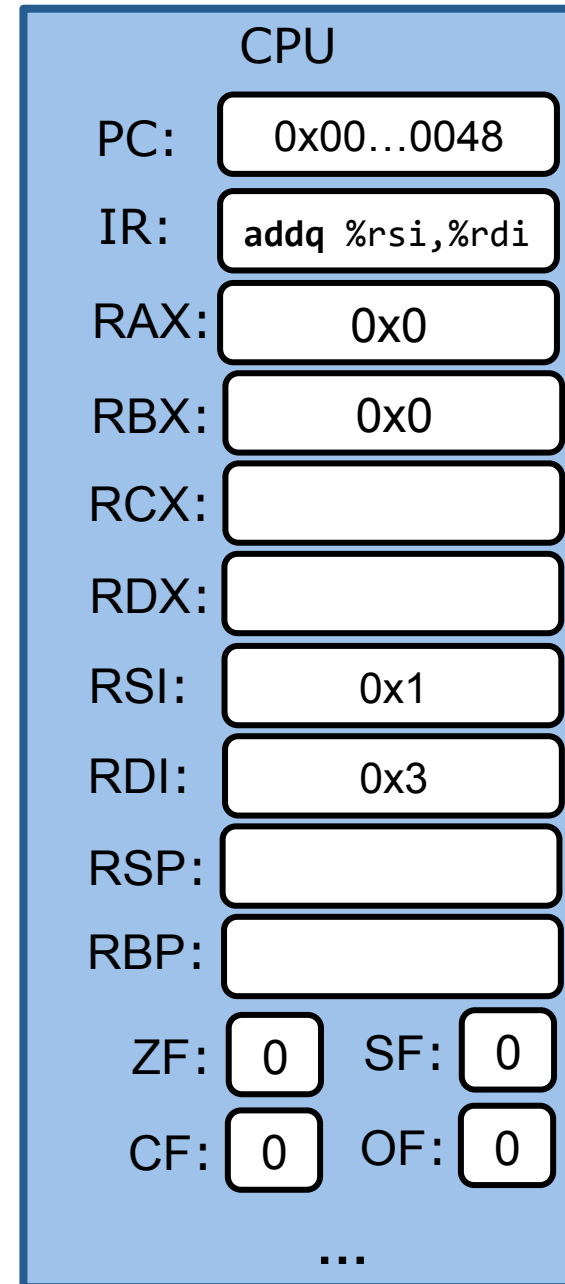 CPU
PC: 0x00...0048
IR: addq %rsi,%rdi
RAX: 0x0
RBX: 0x0
RCX:
RDX:
RSI: 0x1
RDI: 0x3
RSP:
RBP:
ZF: 0 SF: 0
CF: 0 OF: 0
...